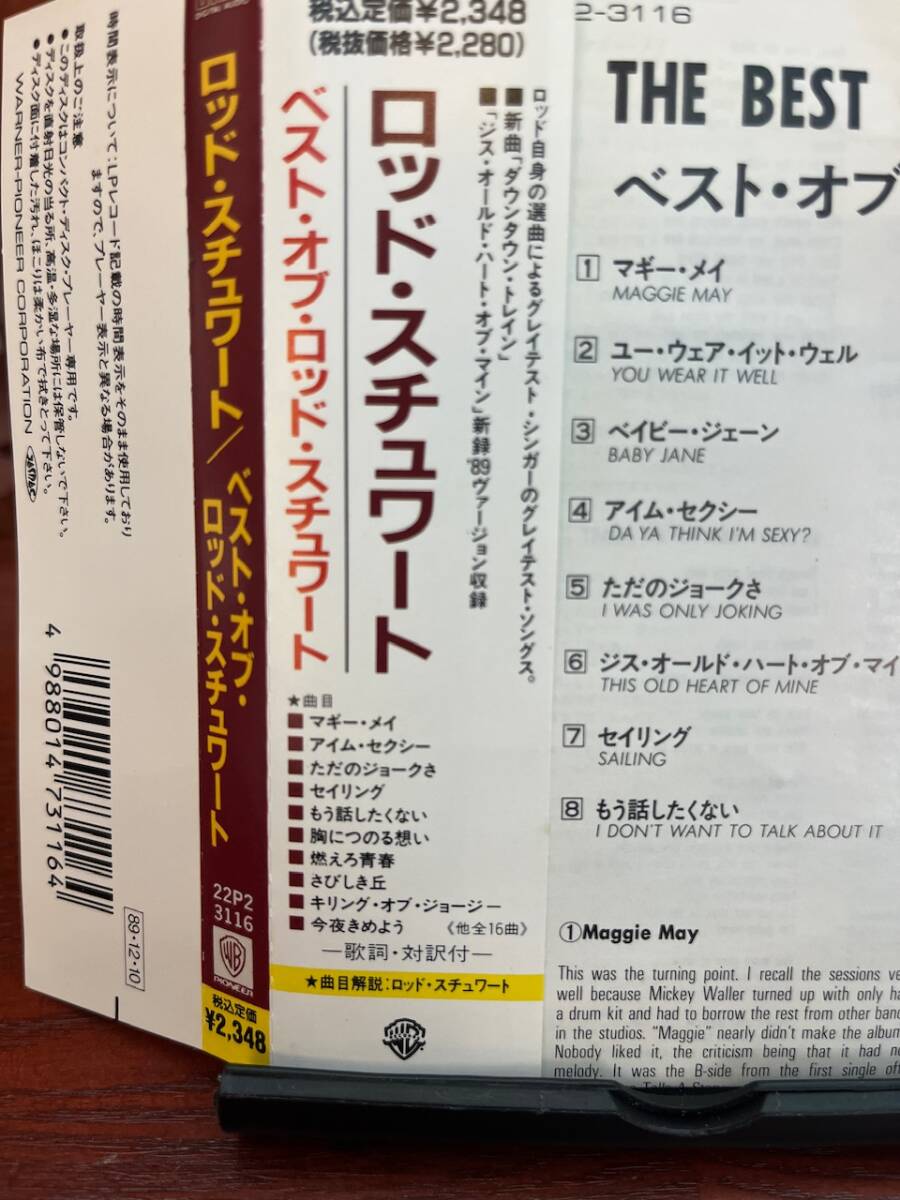 時間表示について：LPレコード記載の時間表示をそのまま使用しており
ますので、プレーヤー表示と異なる場合があります。
取扱上のご注意
●このディスクはコンパクト・ディスク・プレーヤー専用です。
●ディスクを直射日光の当る所、高温・多湿な場所には保管しないで下さい。
●ディスク面に付着した汚れ、ほこりは柔かい布で拭きとって下さい。
WARNER-PIONEER CORPORATION
JASRAC
4 988014 731164
89・12・10
DIGITAL AUDIO
ロッド・スチュワート/ベスト・オブ・
ロッド・スチュワート
22P2
3116
WB
PIONEER
税込定価
¥2,348
税込定価¥2,348
(税抜価格¥2,280)
ロッド自身の選曲によるグレイテスト・シンガーのグレイテスト・ソングス。
■新曲「ダウンタウン・トレイン」
■「ジス・オールド・ハート・オブ・マイン」新録'89ヴァージョン収録
ロッド・スチュワート
ベスト・オブ・ロッド・スチュワート
★曲目
■マギー・メイ
■アイム・セクシー
■ただのジョークさ
■セイリング
■もう話したくない
■胸につのる想い
■燃えろ青春
■さびしき丘
■キリング・オブ・ジョージー
■今夜きめよう 《他全16曲》
―歌詞・対訳付―
★曲目解説：ロッド・スチュワート
2-3116
THE BEST
ベスト・オブ
1 マギー・メイ
MAGGIE MAY
2 ユー・ウェア・イット・ウェル
YOU WEAR IT WELL
3 ベイビー・ジェーン
BABY JANE
4 アイム・セクシー
DA YA THINK I'M SEXY?
5 ただのジョークさ
I WAS ONLY JOKING
6 ジス・オールド・ハート・オブ・マイ
THIS OLD HEART OF MINE
7 セイリング
SAILING
8 もう話したくない
I DON'T WANT TO TALK ABOUT IT
①Maggie May
This was the turning point. I recall the sessions ve
well because Mickey Waller turned up with only ha
a drum kit and had to borrow the rest from other band
in the studios. "Maggie" nearly didn't make the album
Nobody liked it, the criticism being that it had no
melody. It was the B-side from the first single off